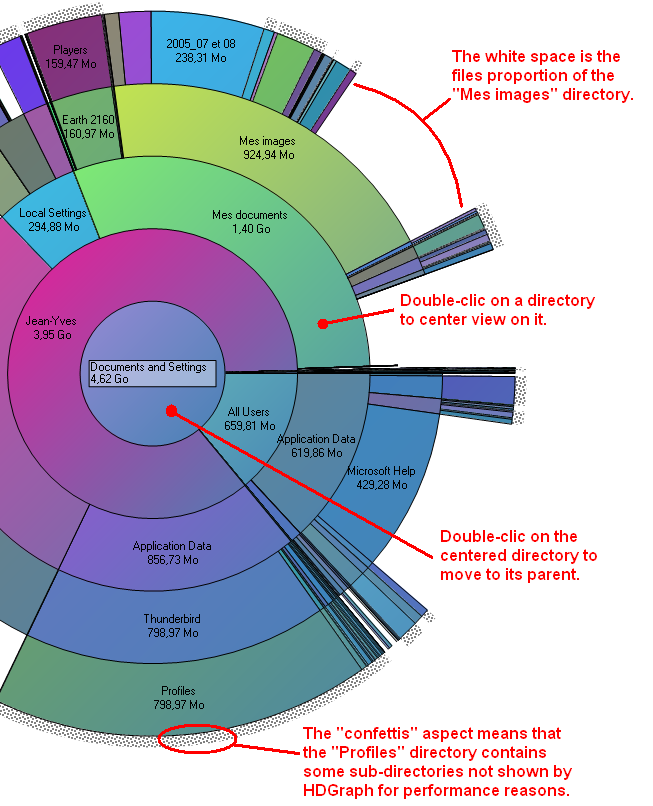 Players
159,47 Mo
2005_07 et 08
238,31 Mo
The white space is the
files proportion of the
"Mes images" directory.
Earth 2160
160,97 Mo
Mes images
924,94 Mo
Local Settings
294,88 Mo
Mes documents
1,40 Go
Double-clic on a directory
to center view on it.
Jean-Yves
3,95 Go
Documents and Settings
4,62 Go
All Users
659,81 Mo
Application Data
619,86 Mo
Microsoft Help
429,28 Mo
Double-clic on the
centered directory to
move to its parent.
Application Data
856,73 Mo
Thunderbird
798,97 Mo
Profiles
798,97 Mo
The "confettis" aspect means that
the "Profiles" directory contains
some sub-directories not shown by
HDGraph for performance reasons.